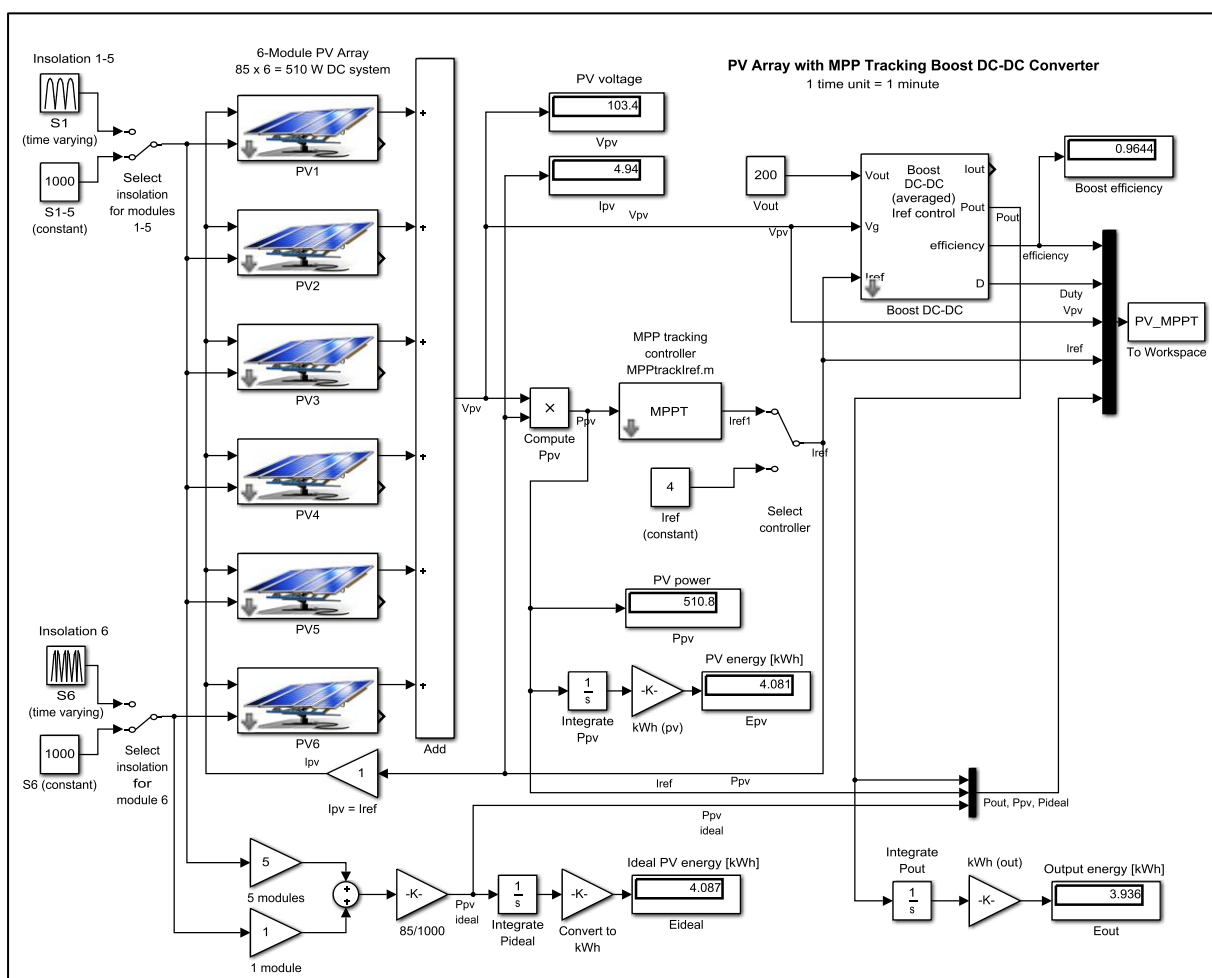 Insolation 1-5
S1
(time varying)
1000
S1-5
(constant)
Select
insolation
for modules
1-5
6-Module PV Array
85 x 6 = 510 W DC system
+
PV1
+
PV2
+
PV3
+
PV4
+
PV5
+
PV6
Add
Insolation 6
S6
(time varying)
1000
S6 (constant)
Select
insolation
for
module 6
Ipv
1
Ipv = Iref
PV voltage
103.4
Vpv
4.94
Ipv
Vpv
PV Array with MPP Tracking Boost DC-DC Converter
1 time unit = 1 minute
200
Vout
Vpv
Boost
DC-DC
(averaged)
Iref control
Vout
Vg
Iref
Iout
Pout
efficiency
D
Boost DC-DC
Pout
efficiency
Duty
Vpv
Iref
0.9644
Boost efficiency
PV_MPPT
To Workspace
Vpv
×
Compute
Ppv
Ppv
MPP tracking
controller
MPPtrackIref.m
MPPT
Iref1
Iref
4
Iref
(constant)
Select
controller
PV power
510.8
Ppv
1
s
Integrate
Ppv
-K-
kWh (pv)
PV energy [kWh]
4.081
Epv
Iref
Ppv
Ppv
ideal
Pout, Ppv, Pideal
5
5 modules
1
1 module
+
+
-K-
85/1000
Ppv
ideal
1
s
Integrate
Pideal
-K-
Convert to
kWh
Ideal PV energy [kWh]
4.087
Eideal
Integrate
Pout
1
s
kWh (out)
-K-
Output energy [kWh]
3.936
Eout